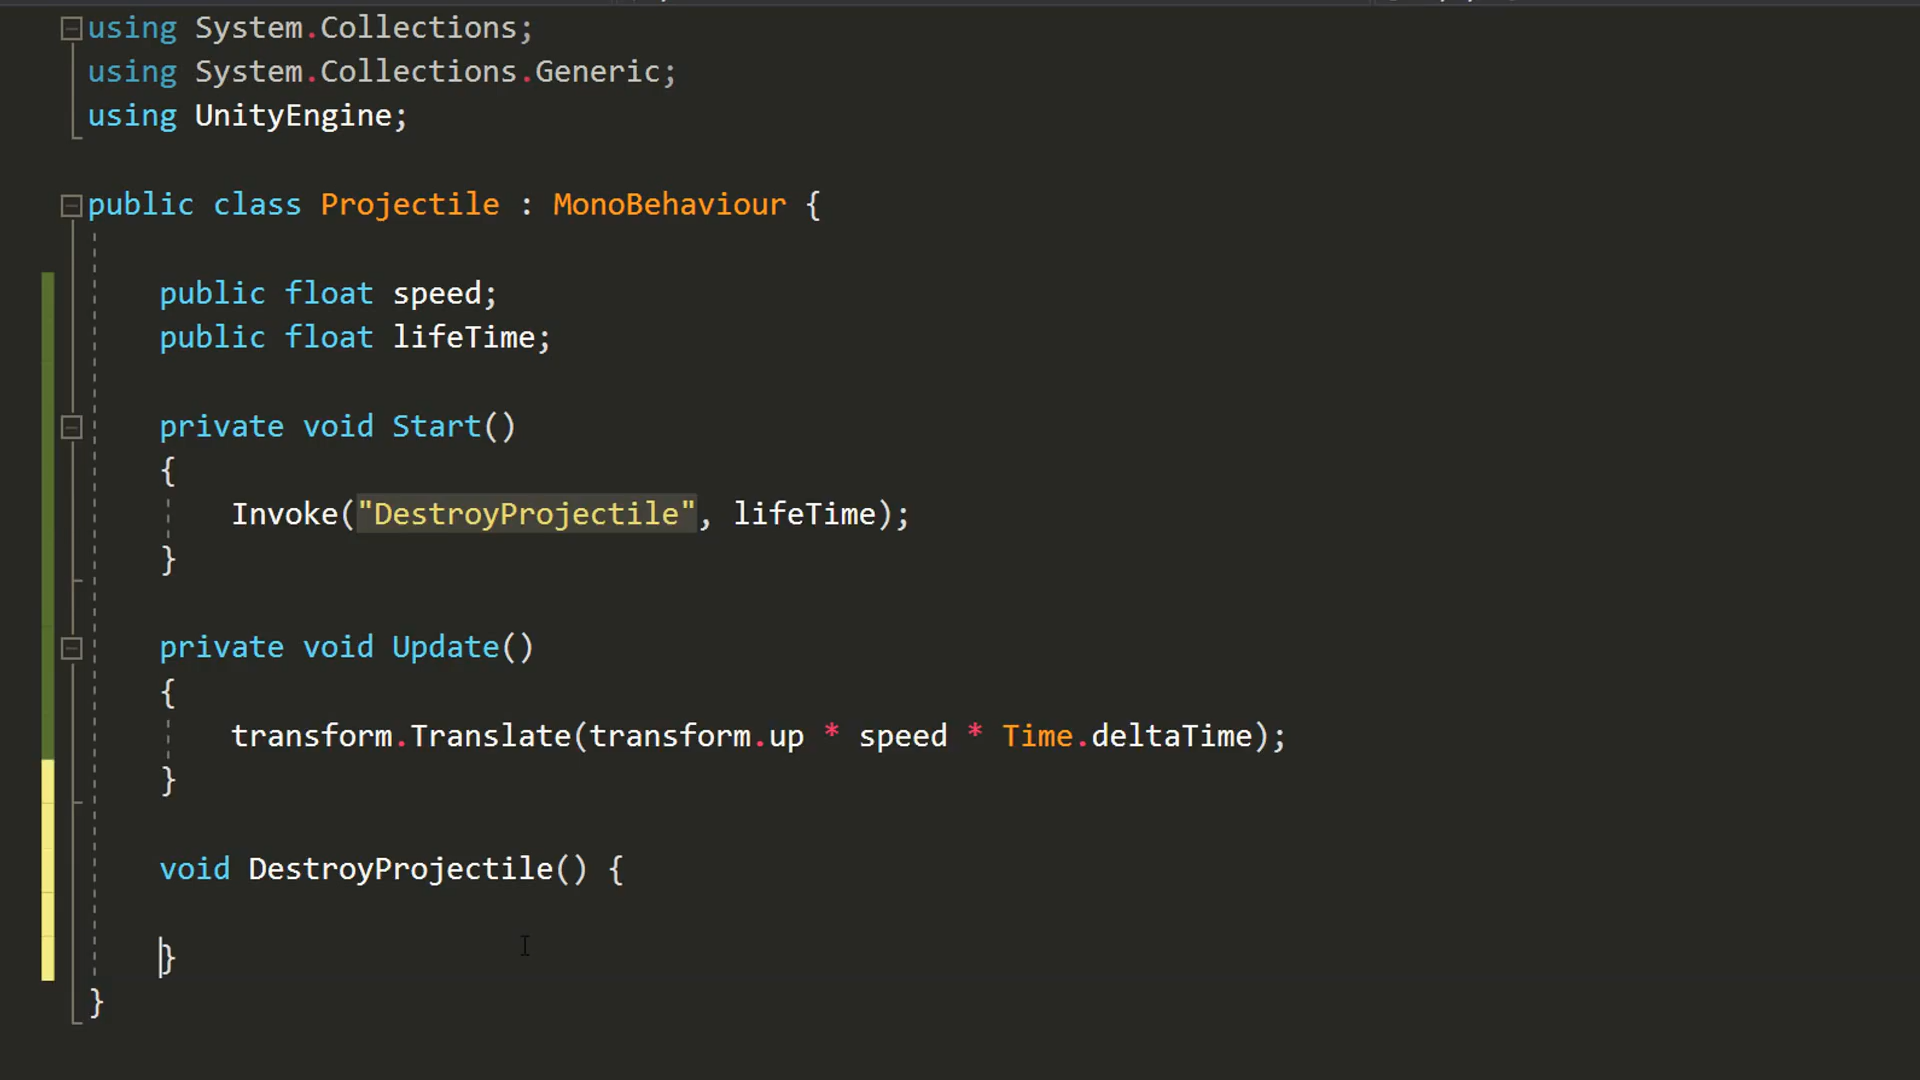 using System.Collections;
using System.Collections.Generic;
using UnityEngine;
public class Projectile : MonoBehaviour {
public float speed;
public float lifeTime;
private void Start()
{
Invoke("DestroyProjectile", lifeTime);
}
private void Update()
{
transform.Translate(transform.up * speed * Time.deltaTime);
}
void DestroyProjectile() {
}
}